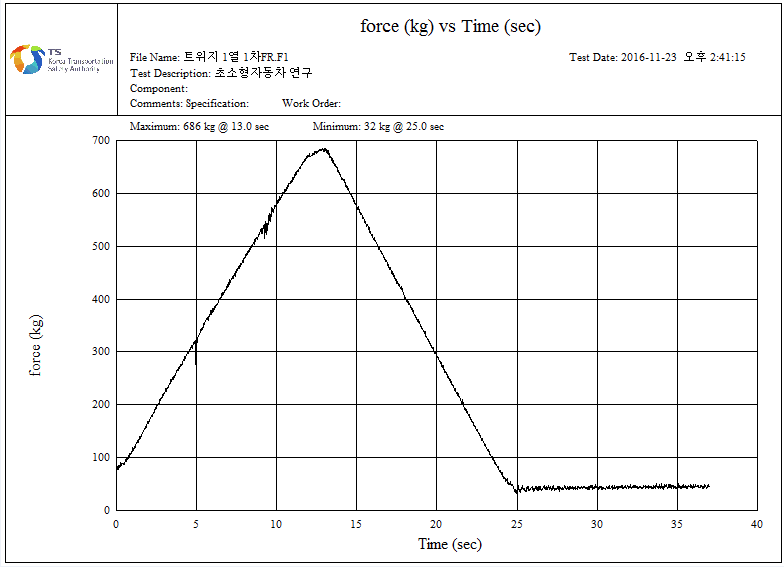 force (kg) vs Time (sec)
TS
Korea Transportation
Safety Authority
File Name: 트위지 1열 1차FR.F1
Test Date: 2016-11-23 오후 2:41:15
Test Description: 초소형자동차 연구
Component:
Comments: Specification: Work Order:
Maximum: 686 kg @ 13.0 sec Minimum: 32 kg @ 25.0 sec
700
600
500
400
300
200
100
0
force (kg)
0 5 10 15 20 25 30 35 40
Time (sec)